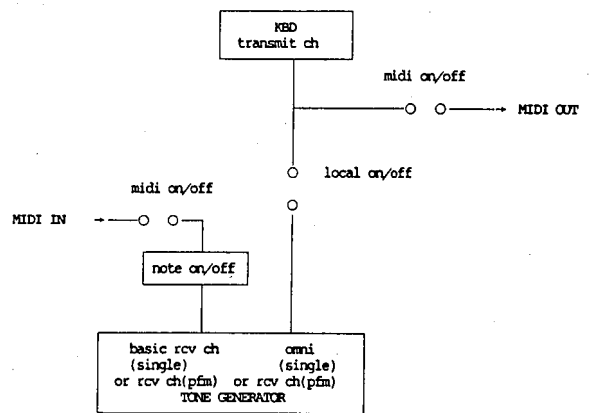 KBD
transmit ch
midi on/off
MIDI OUT
local on/off
midi on/off
MIDI IN
note on/off
basic rcv ch omni
(single) (single)
or rcv ch(pfm) or rcv ch(pfm)
TONE GENERATOR